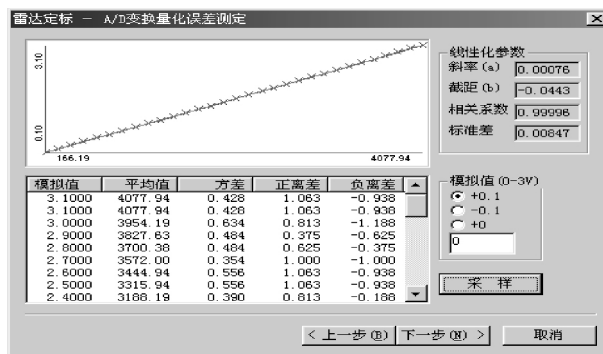 雷达定标 - A/D变换量化误差测定
3.10
0.10
166.19 4077.94
线性化参数
斜率(a) 0.00076
截距(b) -0.0443
相关系数 0.99996
标准差 0.00847
模拟值 平均值 方差 正离差 负离差
3.1000 4077.94 0.428 1.063 -0.938
3.1000 4077.94 0.428 1.063 -0.938
3.0000 3954.19 0.634 0.813 -1.188
2.9000 3827.63 0.484 0.375 -0.625
2.8000 3700.38 0.484 0.625 -0.375
2.7000 3572.00 0.354 1.000 -1.000
2.6000 3444.94 0.556 1.063 -0.938
2.5000 3315.94 0.556 1.063 -0.938
2.4000 3188.19 0.390 0.813 -0.188
模拟值(0-3V)
+0.1
-0.1
+0
0
采 样
< 上一步(B)
下一步(N) >
取消